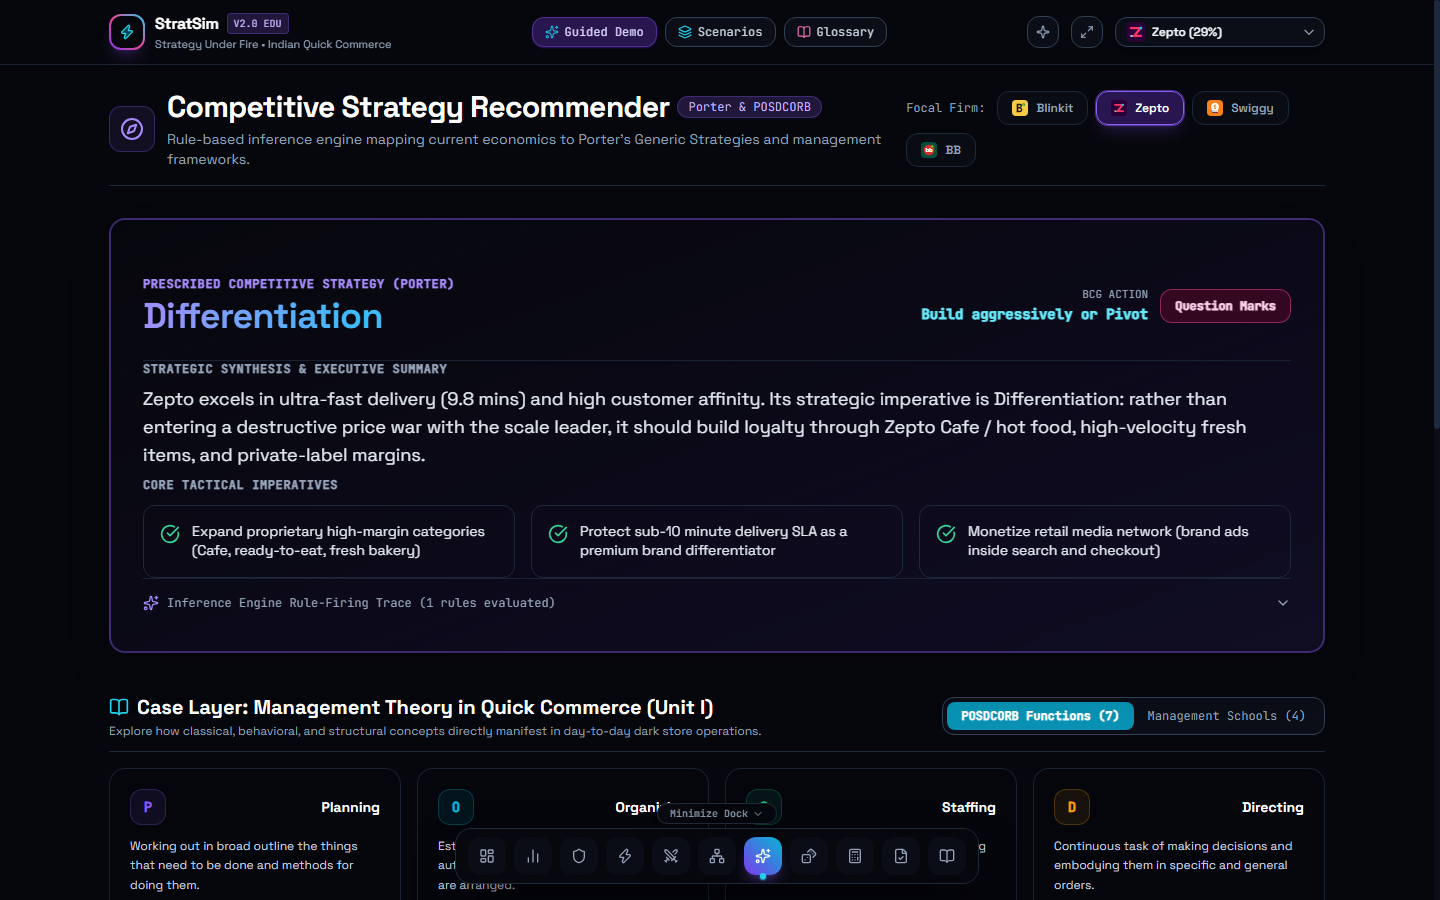 StratSim V2.0 EDU
Strategy Under Fire • Indian Quick Commerce
Guided Demo
Scenarios
Glossary
Zepto (29%)
Competitive Strategy Recommender
Porter & POSDCORB
Rule-based inference engine mapping current economics to Porter's Generic Strategies and management
frameworks.
Focal Firm:
Blinkit
Zepto
Swiggy
BB
PRESCRIBED COMPETITIVE STRATEGY (PORTER)
Differentiation
BCG ACTION
Build aggressively or Pivot
Question Marks
STRATEGIC SYNTHESIS & EXECUTIVE SUMMARY
Zepto excels in ultra-fast delivery (9.8 mins) and high customer affinity. Its strategic imperative is Differentiation: rather than
entering a destructive price war with the scale leader, it should build loyalty through Zepto Cafe / hot food, high-velocity fresh
items, and private-label margins.
CORE TACTICAL IMPERATIVES
Expand proprietary high-margin categories
(Cafe, ready-to-eat, fresh bakery)
Protect sub-10 minute delivery SLA as a
premium brand differentiator
Monetize retail media network (brand ads
inside search and checkout)
Inference Engine Rule-Firing Trace (1 rules evaluated)
Case Layer: Management Theory in Quick Commerce (Unit I)
Explore how classical, behavioral, and structural concepts directly manifest in day-to-day dark store operations.
POSDCORB Functions (7)
Management Schools (4)
P
Planning
Working out in broad outline the things
that need to be done and methods for
doing them.
O
are arranged.
Staffing
D
Directing
Continuous task of making decisions and
embodying them in specific and general
orders.
Minimize Dock